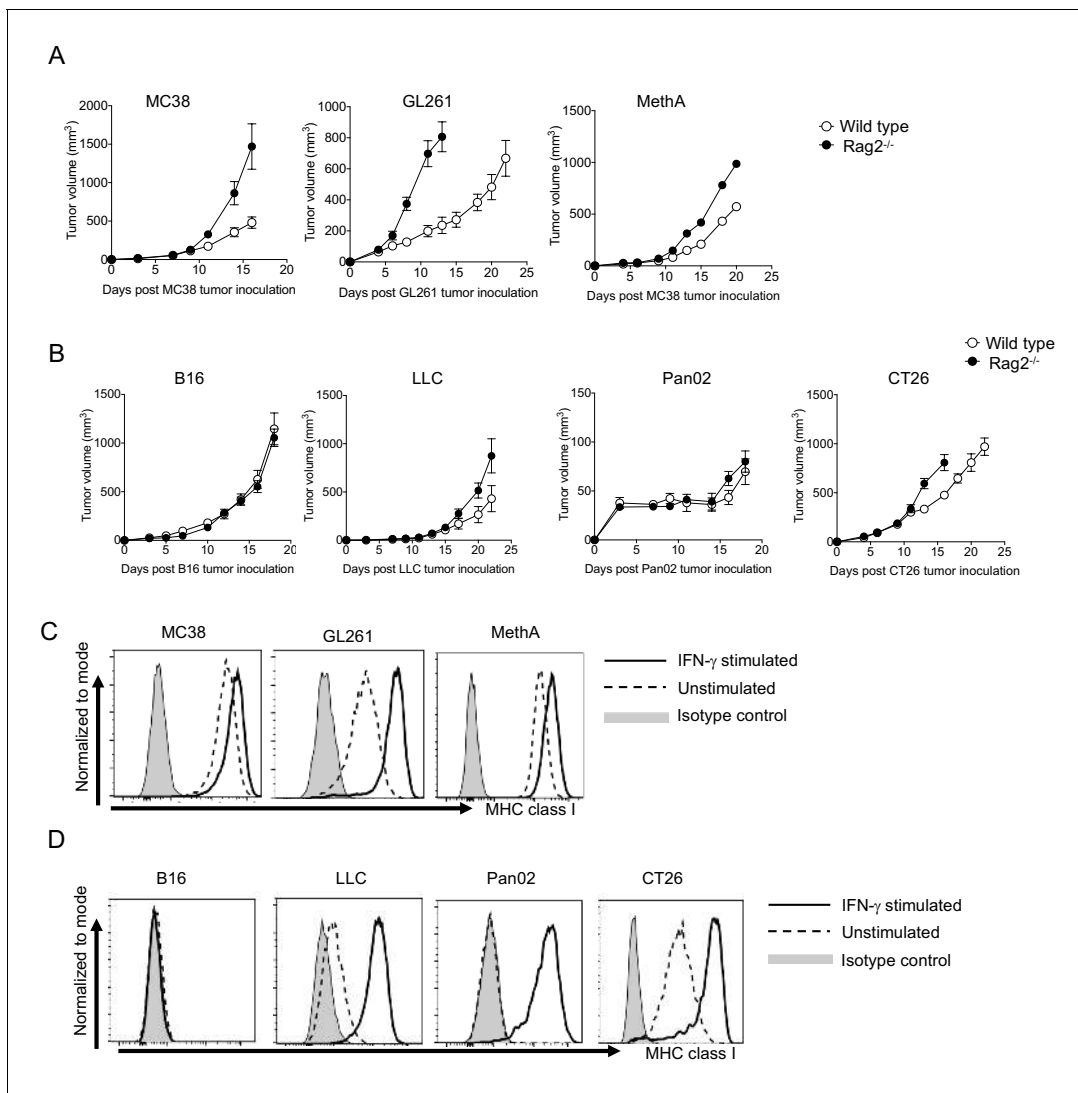 A
MC38
GL261
MethA
Wild type
Rag2-/-
Tumor volume (mm3)
2000
1500
1000
500
0
0 5 10 15 20
Days post MC38 tumor inoculation
Tumor volume (mm3)
1000
800
600
400
200
0
0 5 10 15 20 25
Days post GL261 tumor inoculation
Tumor volume (mm3)
1500
1000
500
0
0 5 10 15 20 25
Days post MC38 tumor inoculation
B
Wild type
Rag2-/-
B16
LLC
Pan02
CT26
Tumor volume (mm3)
1500
1000
500
0
0 5 10 15 20
Days post B16 tumor inoculation
Tumor volume (mm3)
1500
1000
500
0
0 5 10 15 20 25
Days post LLC tumor inoculation
Tumor volume (mm3)
150
100
50
0
0 5 10 15 20
Days post Pan02 tumor inoculation
Tumor volume (mm3)
1500
1000
500
0
0 5 10 15 20 25
Days post CT26 tumor inoculation
C
MC38
GL261
MethA
Normalized to mode
IFN-γ stimulated
Unstimulated
Isotype control
MHC class I
D
B16
LLC
Pan02
CT26
Normalized to mode
IFN-γ stimulated
Unstimulated
Isotype control
MHC class I